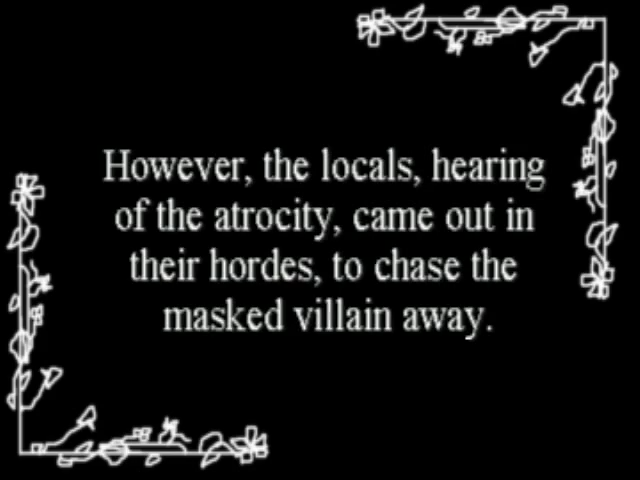 However, the locals, hearing
of the atrocity, came out in
their hordes, to chase the
masked villain away.